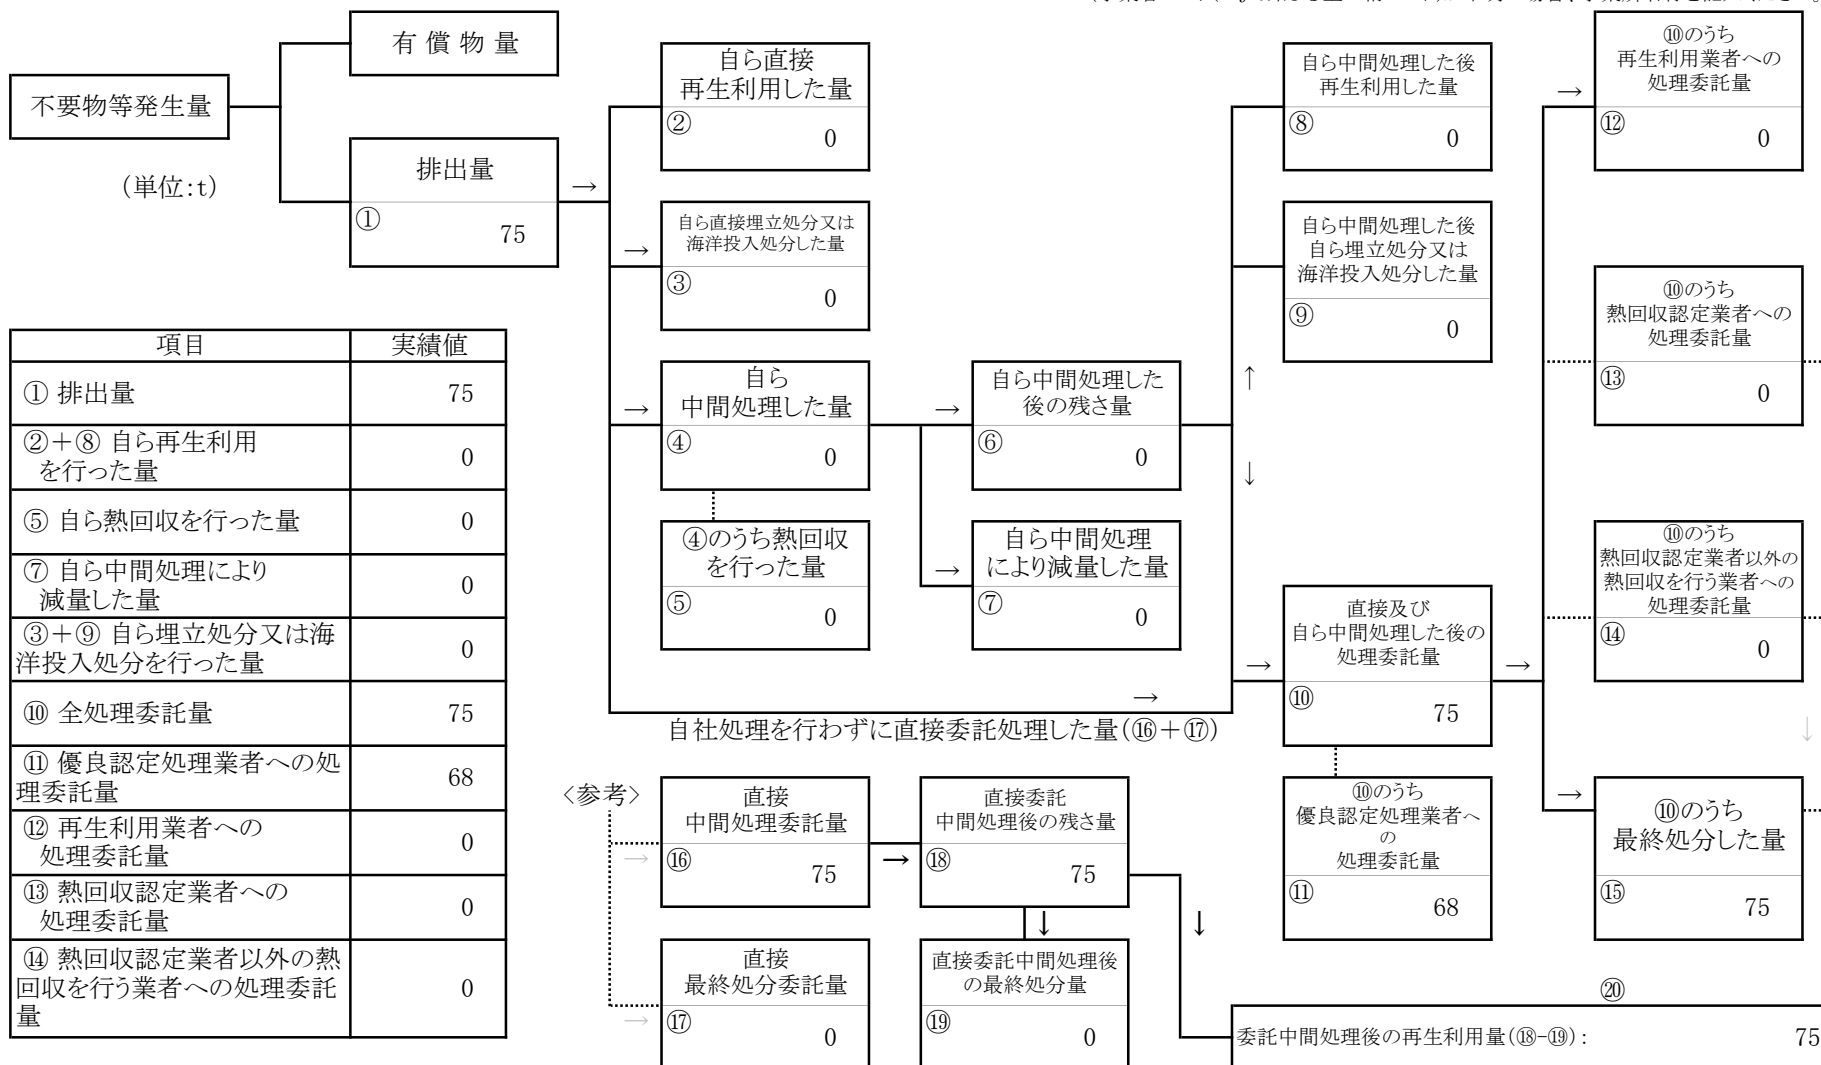 不要物等発生量
(単位:t)
有 償 物 量
排出量
① 75
→
自ら直接
再生利用した量
② 0
→
自ら直接埋立処分又は
海洋投入処分した量
③ 0
→
自ら
中間処理した量
④ 0
④のうち熱回収
を行った量
⑤ 0
→
自ら中間処理した
後の残さ量
⑥ 0
→
自ら中間処理
により減量した量
⑦ 0
↑
↓
自ら中間処理した後
再生利用した量
⑧ 0
自ら中間処理した後
自ら埋立処分又は
海洋投入処分した量
⑨ 0
→
自社処理を行わずに直接委託処理した量(⑯+⑰)
→
直接及び
自ら中間処理した後の
処理委託量
⑩ 75
⑩のうち
優良認定処理業者へ
の
処理委託量
⑪ 68
→
→
⑩のうち
再生利用業者への
処理委託量
⑫ 0
⑩のうち
熱回収認定業者への
処理委託量
⑬ 0
⑩のうち
熱回収認定業者以外の
熱回収を行う業者への
処理委託量
⑭ 0
↓
→
⑩のうち
最終処分した量
⑮ 75
項目 実績値
① 排出量 75
②+⑧ 自ら再生利用
を行った量 0
⑤ 自ら熱回収を行った量 0
⑦ 自ら中間処理により
減量した量 0
③+⑨ 自ら埋立処分又は海
洋投入処分を行った量 0
⑩ 全処理委託量 75
⑪ 優良認定処理業者への処
理委託量 68
⑫ 再生利用業者への
処理委託量 0
⑬ 熱回収認定業者への
処理委託量 0
⑭ 熱回収認定業者以外の熱
回収を行う業者への処理委託
量 0
〈参考〉
→
直接
中間処理委託量
⑯ 75
→
直接委託
中間処理後の残さ量
⑱ 75
↓
↓
→
直接
最終処分委託量
⑰ 0
直接委託中間処理後
の最終処分量
⑲ 0
⑳
委託中間処理後の再生利用量(⑱-⑲): 75